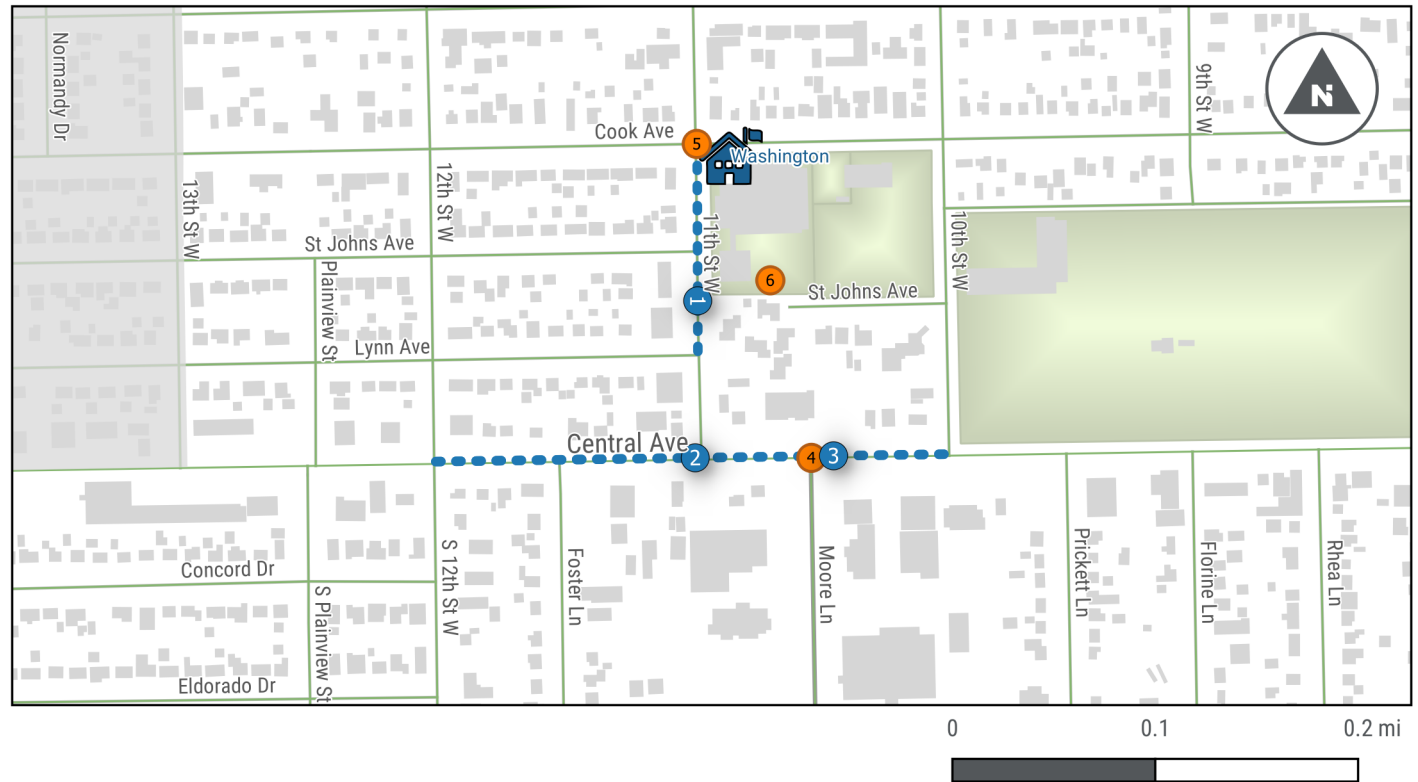 Normandy Dr
9th St W
N
Cook Ave
5
Washington
13th St W
12th St W
11th St W
10th St W
St Johns Ave
Plainview St
6
St Johns Ave
1
Lynn Ave
Central Ave
2
4
3
Concord Dr
S 12th St W
Foster Ln
Moore Ln
Prickett Ln
Florine Ln
Rhea Ln
S Plainview St
Eldorado Dr
0
0.1
0.2 mi